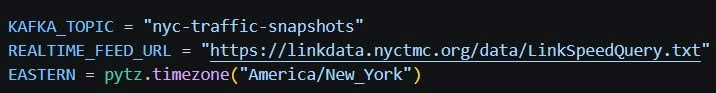 KAFKA_TOPIC = "nyc-traffic-snapshots"
REALTIME_FEED_URL = "https://linkdata.nyctmc.org/data/LinkSpeedQuery.txt"
EASTERN = pytz.timezone("America/New_York")